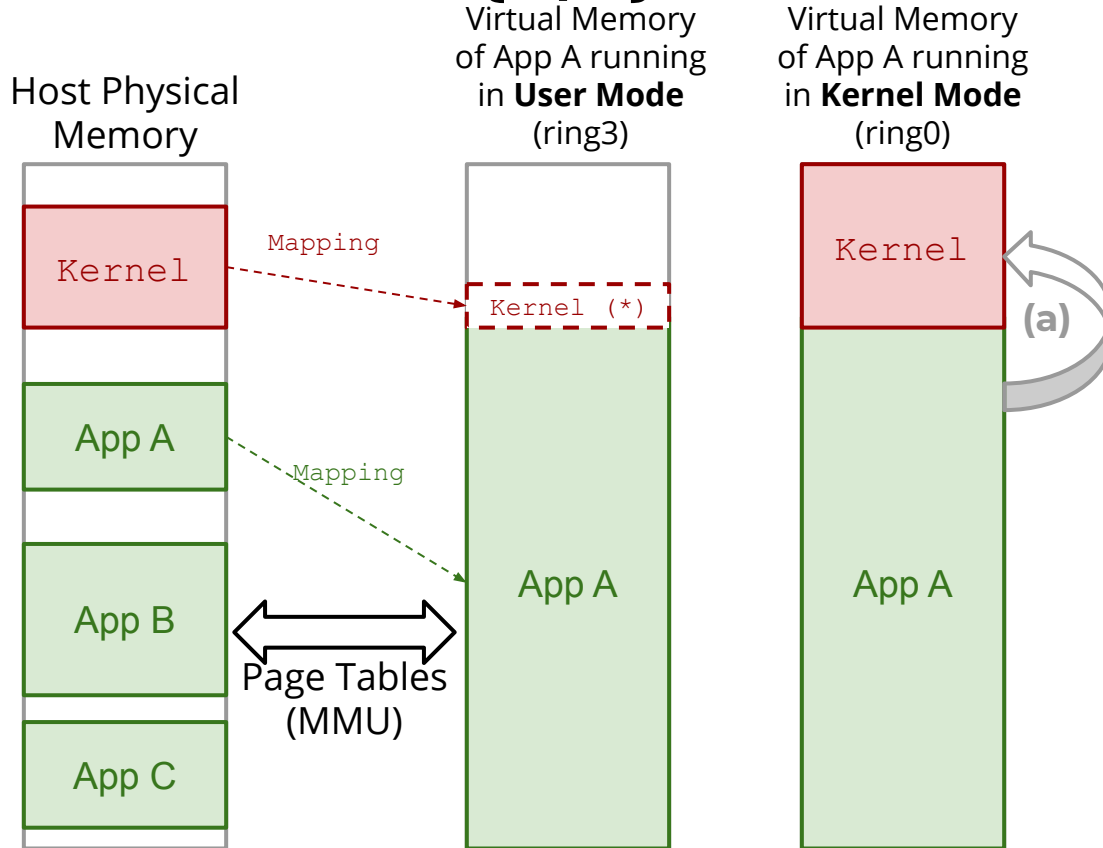 Host Physical
Memory
Virtual Memory
of App A running
in User Mode
(ring3)
Virtual Memory
of App A running
in Kernel Mode
(ring0)
Kernel
Mapping
Kernel (*)
Kernel
(a)
App A
Mapping
App A
App A
App B
Page Tables
(MMU)
App C